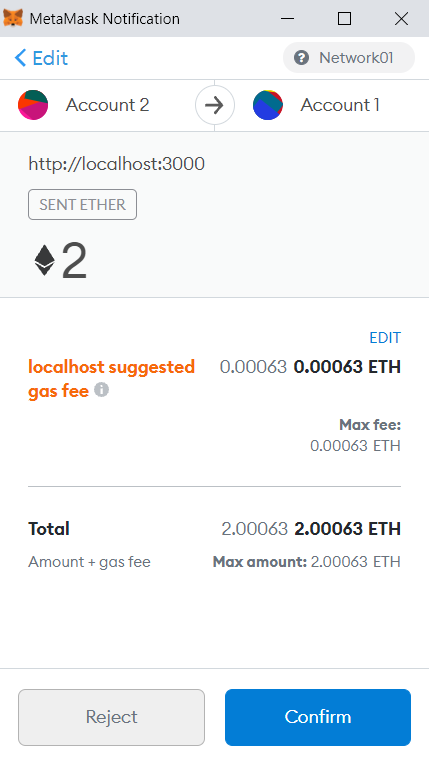 MetaMask Notification
Edit
Network01
Account 2
Account 1
http://localhost:3000
SENT ETHER
2
EDIT
localhost suggested 0.00063 0.00063 ETH
gas fee
Max fee:
0.00063 ETH
Total 2.00063 2.00063 ETH
Amount + gas fee Max amount: 2.00063 ETH
Reject
Confirm